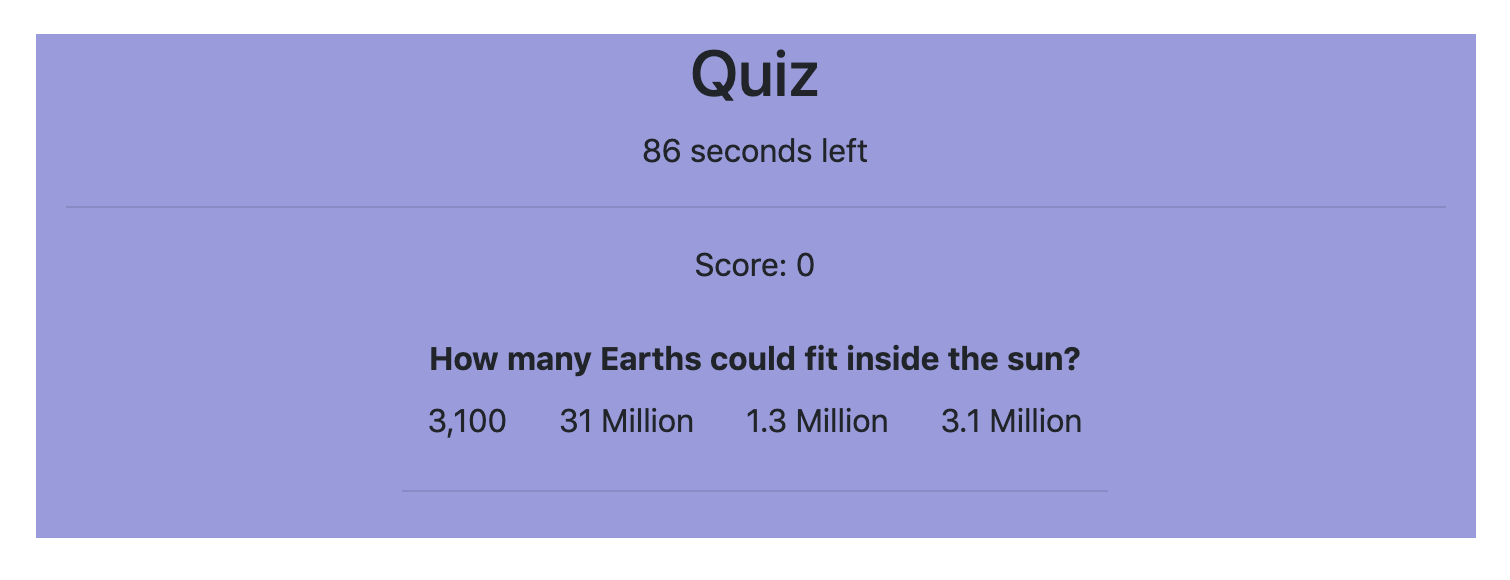 Quiz
86 seconds left
Score: 0
How many Earths could fit inside the sun?
3,100 31 Million 1.3 Million 3.1 Million